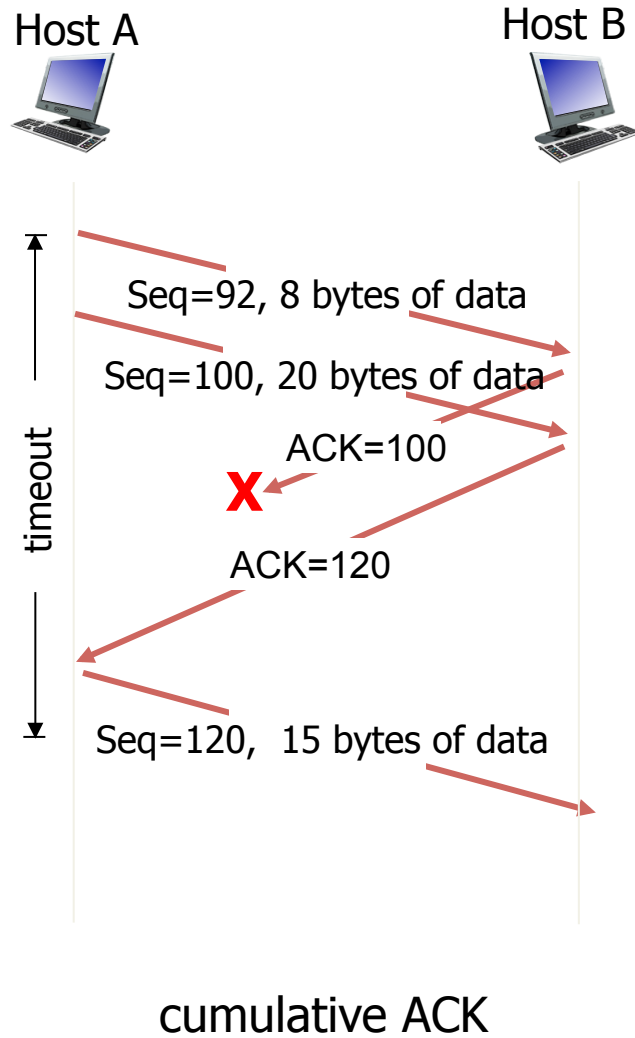 Host A
Host B
Seq=92, 8 bytes of data
Seq=100, 20 bytes of data
ACK=100
X
timeout
ACK=120
Seq=120, 15 bytes of data
cumulative ACK